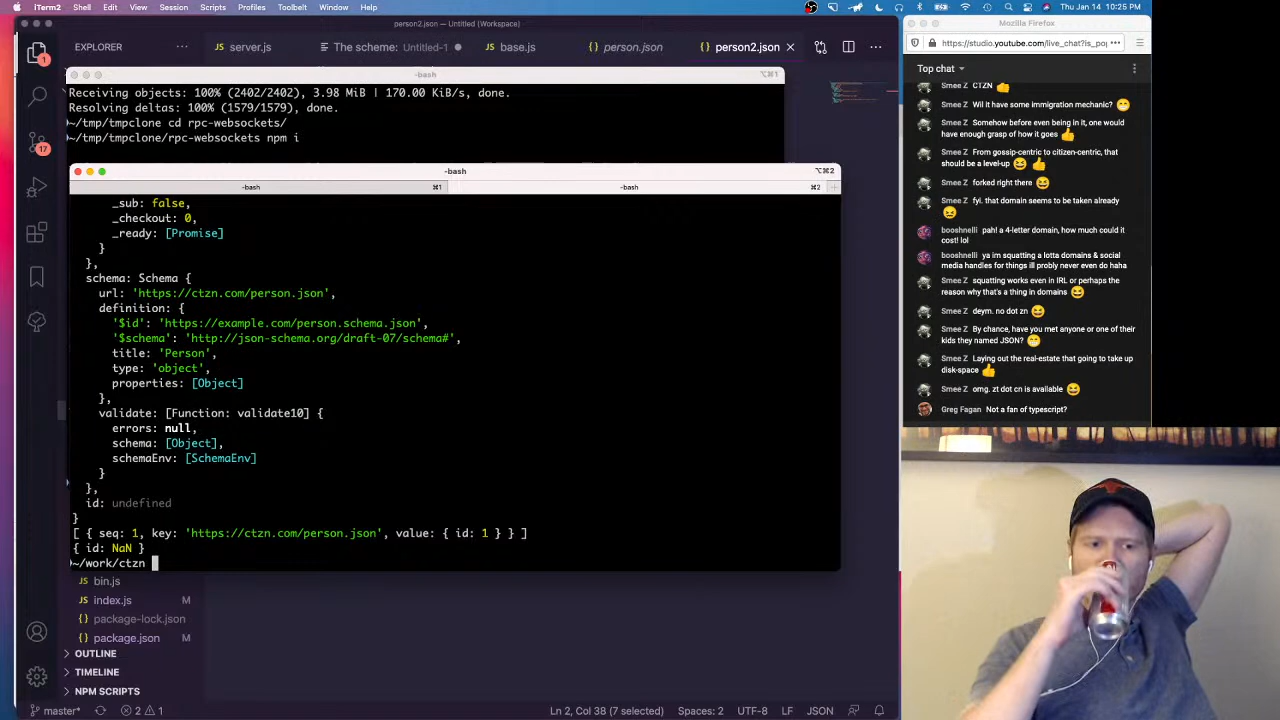 iTerm2 Shell Edit View Session Scripts Profiles Toolbelt Window Help
Thu Jan 14 10:25 PM
person2.json — Untitled (Workspace)
Mozilla Firefox
EXPLORER
JS server.js
The scheme: Untitled-1
JS base.js
{} person.json
{} person2.json
https://studio.youtube.com/live_chat?is_pop
-bash
⌥⌘1
Receiving objects: 100% (2402/2402), 3.98 MiB | 170.00 KiB/s, done.
Resolving deltas: 100% (1579/1579), done.
~/tmp/tmpclone cd rpc-websockets/
~/tmp/tmpclone/rpc-websockets npm i
-bash
⌥⌘2
-bash ⌘1
-bash ⌘2
_sub: false,
_checkout: 0,
_ready: [Promise]
}
},
schema: Schema {
url: 'https://ctzn.com/person.json',
definition: {
'$id': 'https://example.com/person.schema.json',
'$schema': 'http://json-schema.org/draft-07/schema#',
title: 'Person',
type: 'object',
properties: [Object]
},
validate: [Function: validate10] {
errors: null,
schema: [Object],
schemaEnv: [SchemaEnv]
}
},
id: undefined
}
[ { seq: 1, key: 'https://ctzn.com/person.json', value: { id: 1 } } ]
{ id: NaN }
~/work/ctzn
JS bin.js
JS index.js M
{} package-lock.json
{} package.json M
OUTLINE
TIMELINE
NPM SCRIPTS
1
17
master*
2 1
Ln 2, Col 38 (7 selected)
Spaces: 2
UTF-8
LF
JSON
Top chat
Smee Z CTZN 👍
Smee Z Wil it have some immigration mechanic? 😁
Smee Z Somehow before even being in it, one would
have enough grasp of how it goes 👍
Smee Z From gossip-centric to citizen-centric, that
should be a level-up 😆 👍
Smee Z forked right there 😆
Smee Z fyi. that domain seems to be taken already
😖
booshnelli pah! a 4-letter domain, how much could it
cost! lol
booshnelli ya im squatting a lotta domains & social
media handles for things ill probly never even do haha
Smee Z squatting works even in IRL or perhaps the
reason why that's a thing in domains 😆
Smee Z deym. no dot zn 😆
Smee Z By chance, have you met anyone or one of their
kids they named JSON? 😁
Smee Z Laying out the real-estate that going to take up
disk-space 👍
Smee Z omg. zt dot cn is available 😆
Greg Fagan Not a fan of typescript?